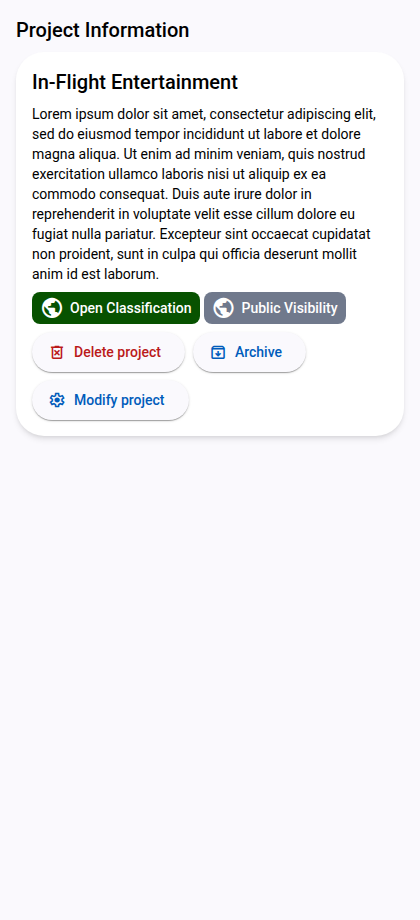 Project Information
In-Flight Entertainment
Lorem ipsum dolor sit amet, consectetur adipiscing elit,
sed do eiusmod tempor incididunt ut labore et dolore
magna aliqua. Ut enim ad minim veniam, quis nostrud
exercitation ullamco laboris nisi ut aliquip ex ea
commodo consequat. Duis aute irure dolor in
reprehenderit in voluptate velit esse cillum dolore eu
fugiat nulla pariatur. Excepteur sint occaecat cupidatat
non proident, sunt in culpa qui officia deserunt mollit
anim id est laborum.
Open Classification Public Visibility
Delete project Archive
Modify project